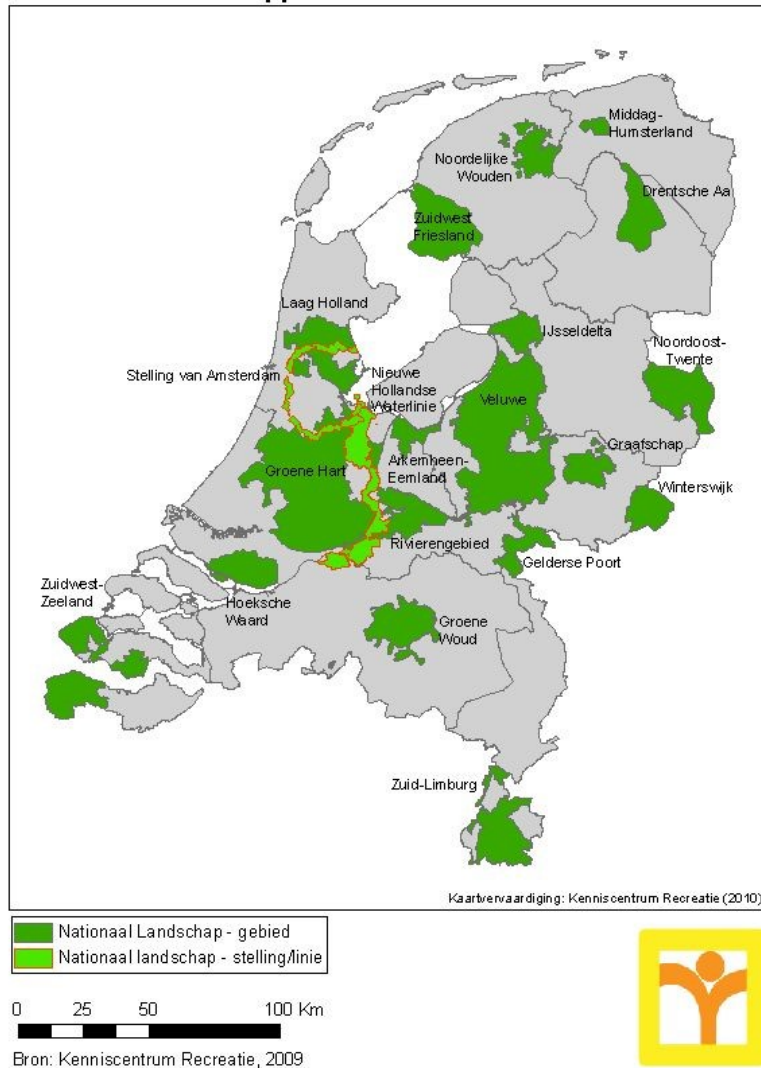 Middag-
Humsterland
Noordelijke
Wouden
Drentsche Aa
Zuidwest
Friesland
Laag Holland
IJsseldelta
Noordoost-
Twente
Stelling van Amsterdam
Nieuwe
Hollandse
Waterlinie
Veluwe
Graafschap
Groene Hart
Arkemheen-
Eemland
Winterswijk
Rivierengebied
Gelderse Poort
Zuidwest-
Zeeland
Hoeksche
Waard
Groene
Woud
Zuid-Limburg
Kaartvervaardiging: Kenniscentrum Recreatie (2010)
Nationaal Landschap - gebied
Nationaal landschap - stelling/linie
0 25 50 100 Km
Bron: Kenniscentrum Recreatie, 2009